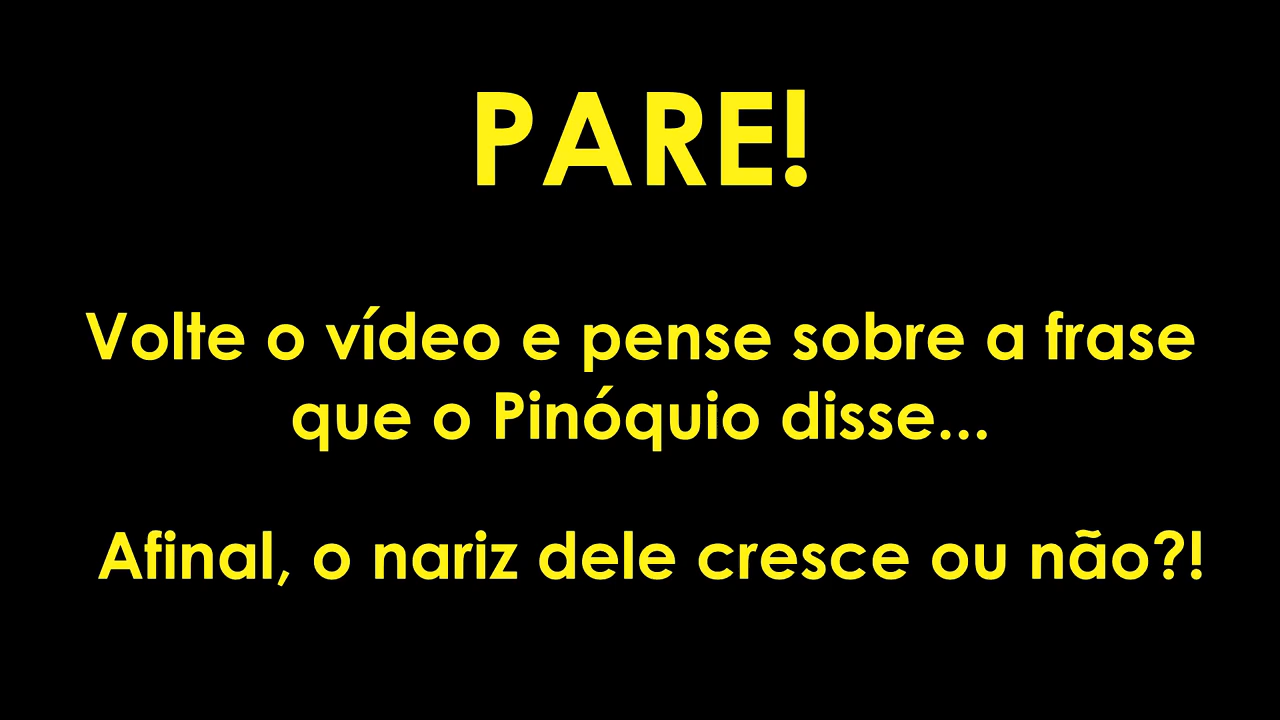 PARE!
Volte o vídeo e pense sobre a frase
que o Pinóquio disse...
Afinal, o nariz dele cresce ou não?!